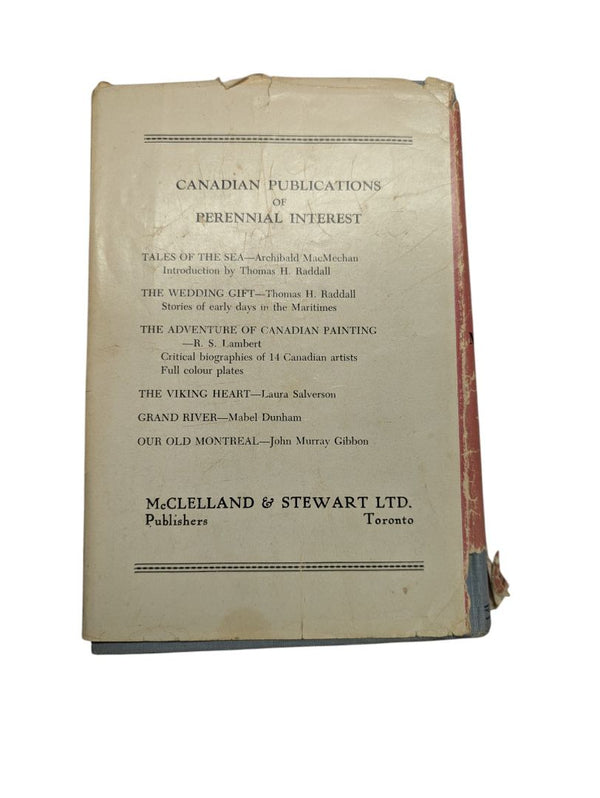 CANADIAN PUBLICATIONS
OF
PERENNIAL INTEREST
TALES OF THE SEA—Archibald MacMechan
Introduction by Thomas H. Raddall
THE WEDDING GIFT—Thomas H. Raddall
Stories of early days in the Maritimes
THE ADVENTURE OF CANADIAN PAINTING
—R. S. Lambert
Critical biographies of 14 Canadian artists
Full colour plates
THE VIKING HEART—Laura Salverson
GRAND RIVER—Mabel Dunham
OUR OLD MONTREAL—John Murray Gibbon
McCLELLAND & STEWART LTD.
Publishers Toronto